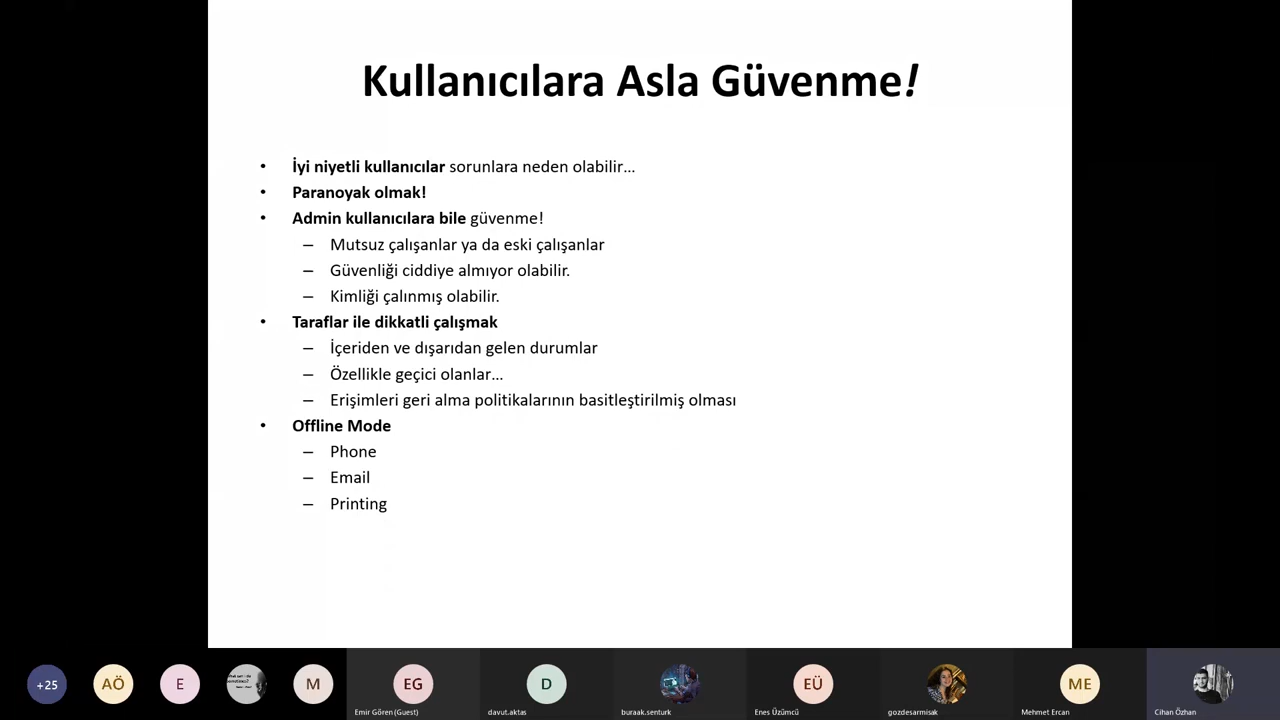 Kullanıcılara Asla Güvenme!
• İyi niyetli kullanıcılar sorunlara neden olabilir...
• Paranoyak olmak!
• Admin kullanıcılara bile güvenme!
– Mutsuz çalışanlar ya da eski çalışanlar
– Güvenliği ciddiye almıyor olabilir.
– Kimliği çalınmış olabilir.
• Taraflar ile dikkatli çalışmak
– İçeriden ve dışarıdan gelen durumlar
– Özellikle geçici olanlar...
– Erişimleri geri alma politikalarının basitleştirilmiş olması
• Offline Mode
– Phone
– Email
– Printing
+25 AÖ E M EG D EÜ ME
Emir Gören (Guest) davut.aktas buraak.senturk Enes Üzümcü gozdesarmisak Mehmet Ercan Cihan Özhan